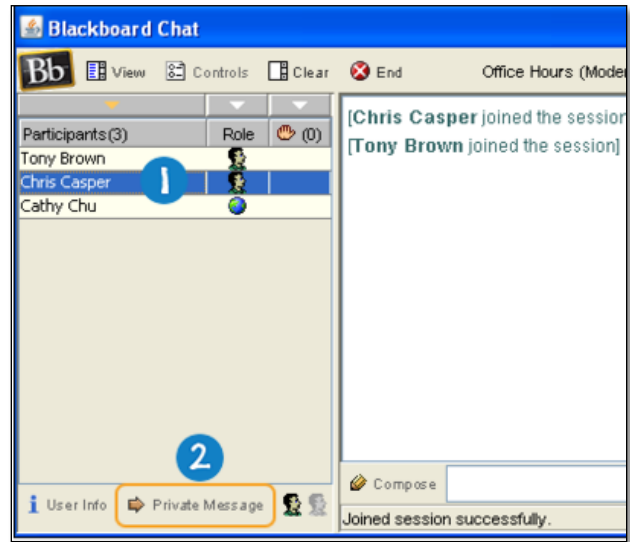 Blackboard Chat
Bb View Controls Clear End Office Hours (Moder
Participants(3) Role (0)
Tony Brown
Chris Casper 1
Cathy Chu
[Chris Casper joined the session
[Tony Brown joined the session]
2
User Info Private Message
Compose
Joined session successfully.